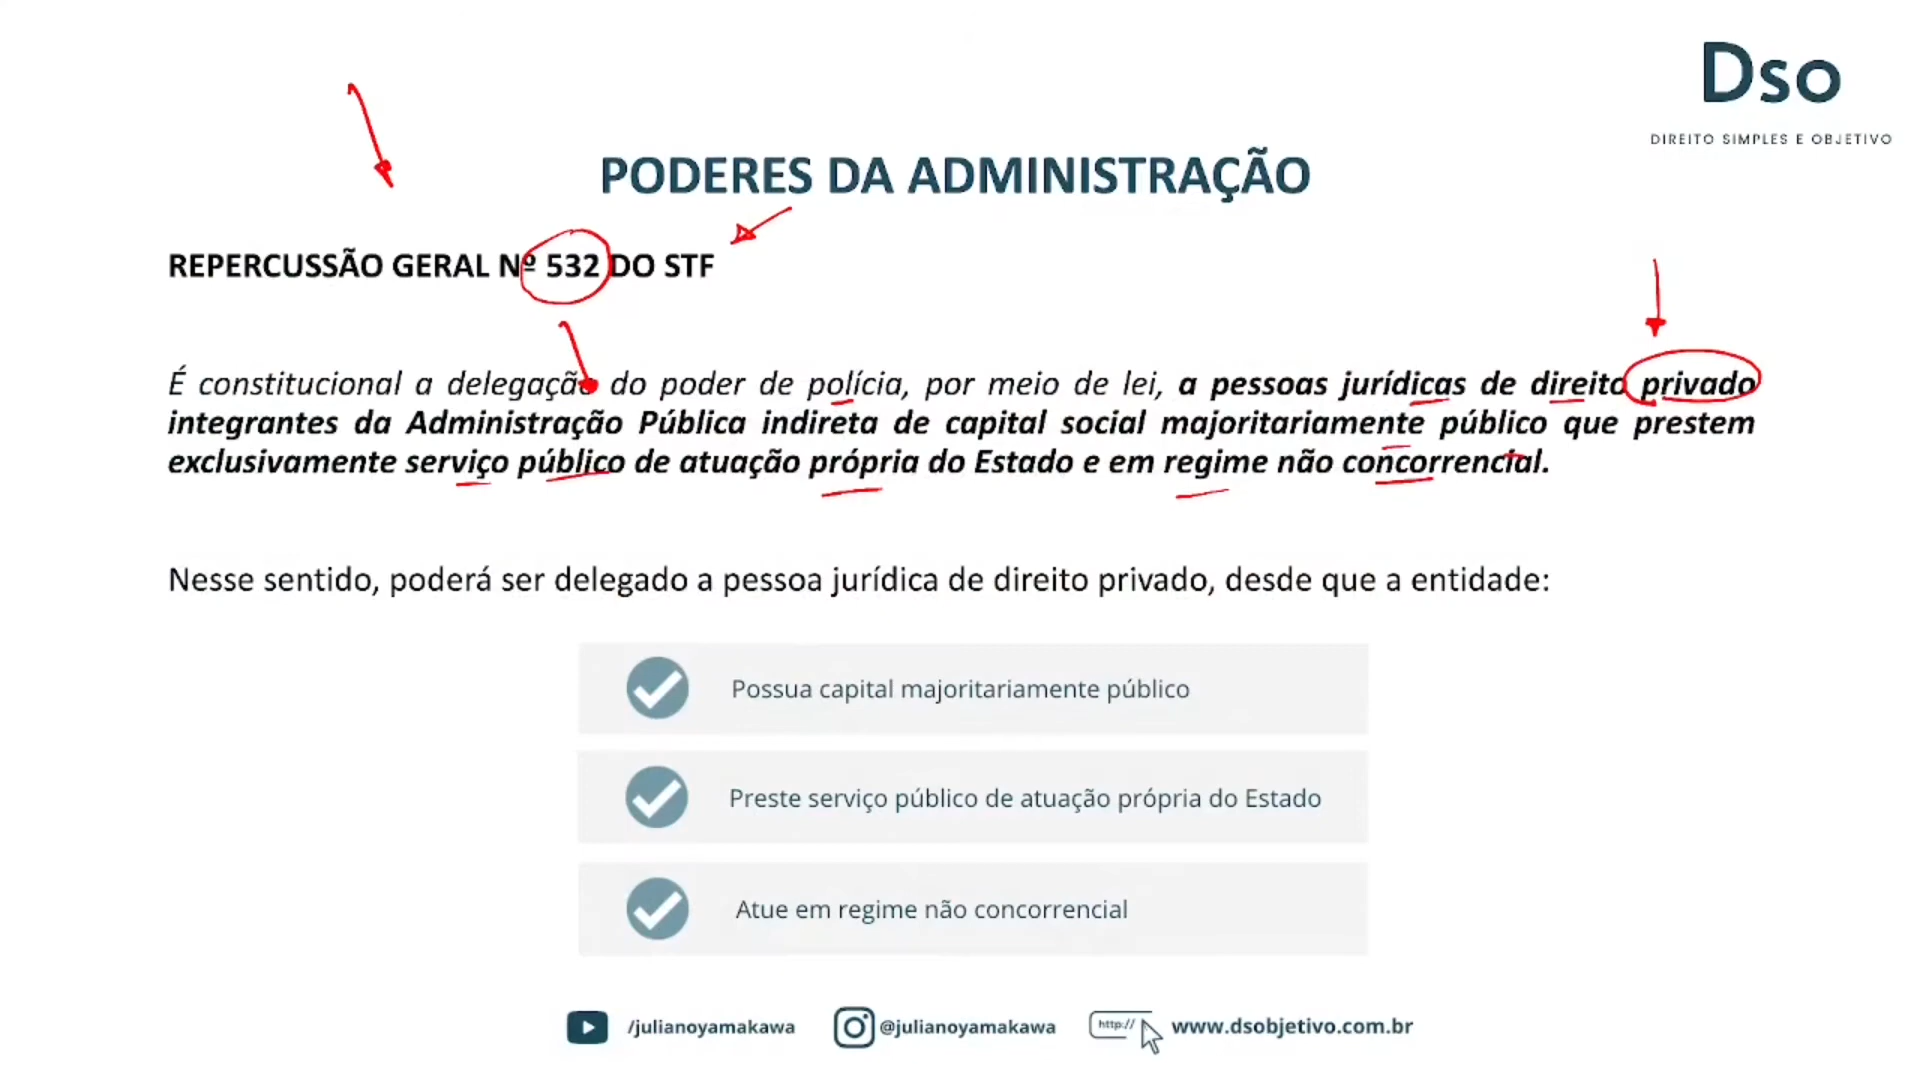 Dso
DIREITO SIMPLES E OBJETIVO
PODERES DA ADMINISTRAÇÃO
REPERCUSSÃO GERAL Nº 532 DO STF
É constitucional a delegação do poder de polícia, por meio de lei, a pessoas jurídicas de direito privado
integrantes da Administração Pública indireta de capital social majoritariamente público que prestem
exclusivamente serviço público de atuação própria do Estado e em regime não concorrencial.
Nesse sentido, poderá ser delegado a pessoa jurídica de direito privado, desde que a entidade:
Possua capital majoritariamente público
Preste serviço público de atuação própria do Estado
Atue em regime não concorrencial
/julianoyamakawa @julianoyamakawa http:// www.dsobjetivo.com.br